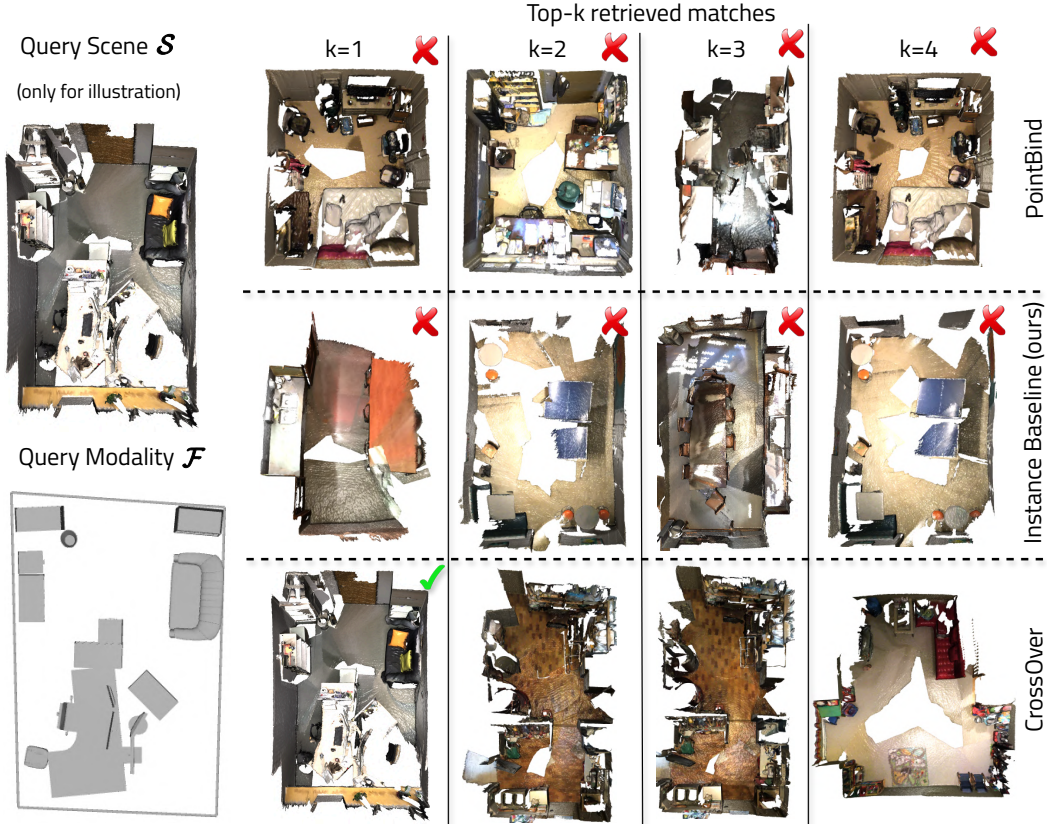 Top-k retrieved matches
Query Scene 𝓢
(only for illustration)
k=1
k=2
k=3
k=4
PointBind
Instance Baseline (ours)
Query Modality 𝓕
CrossOver